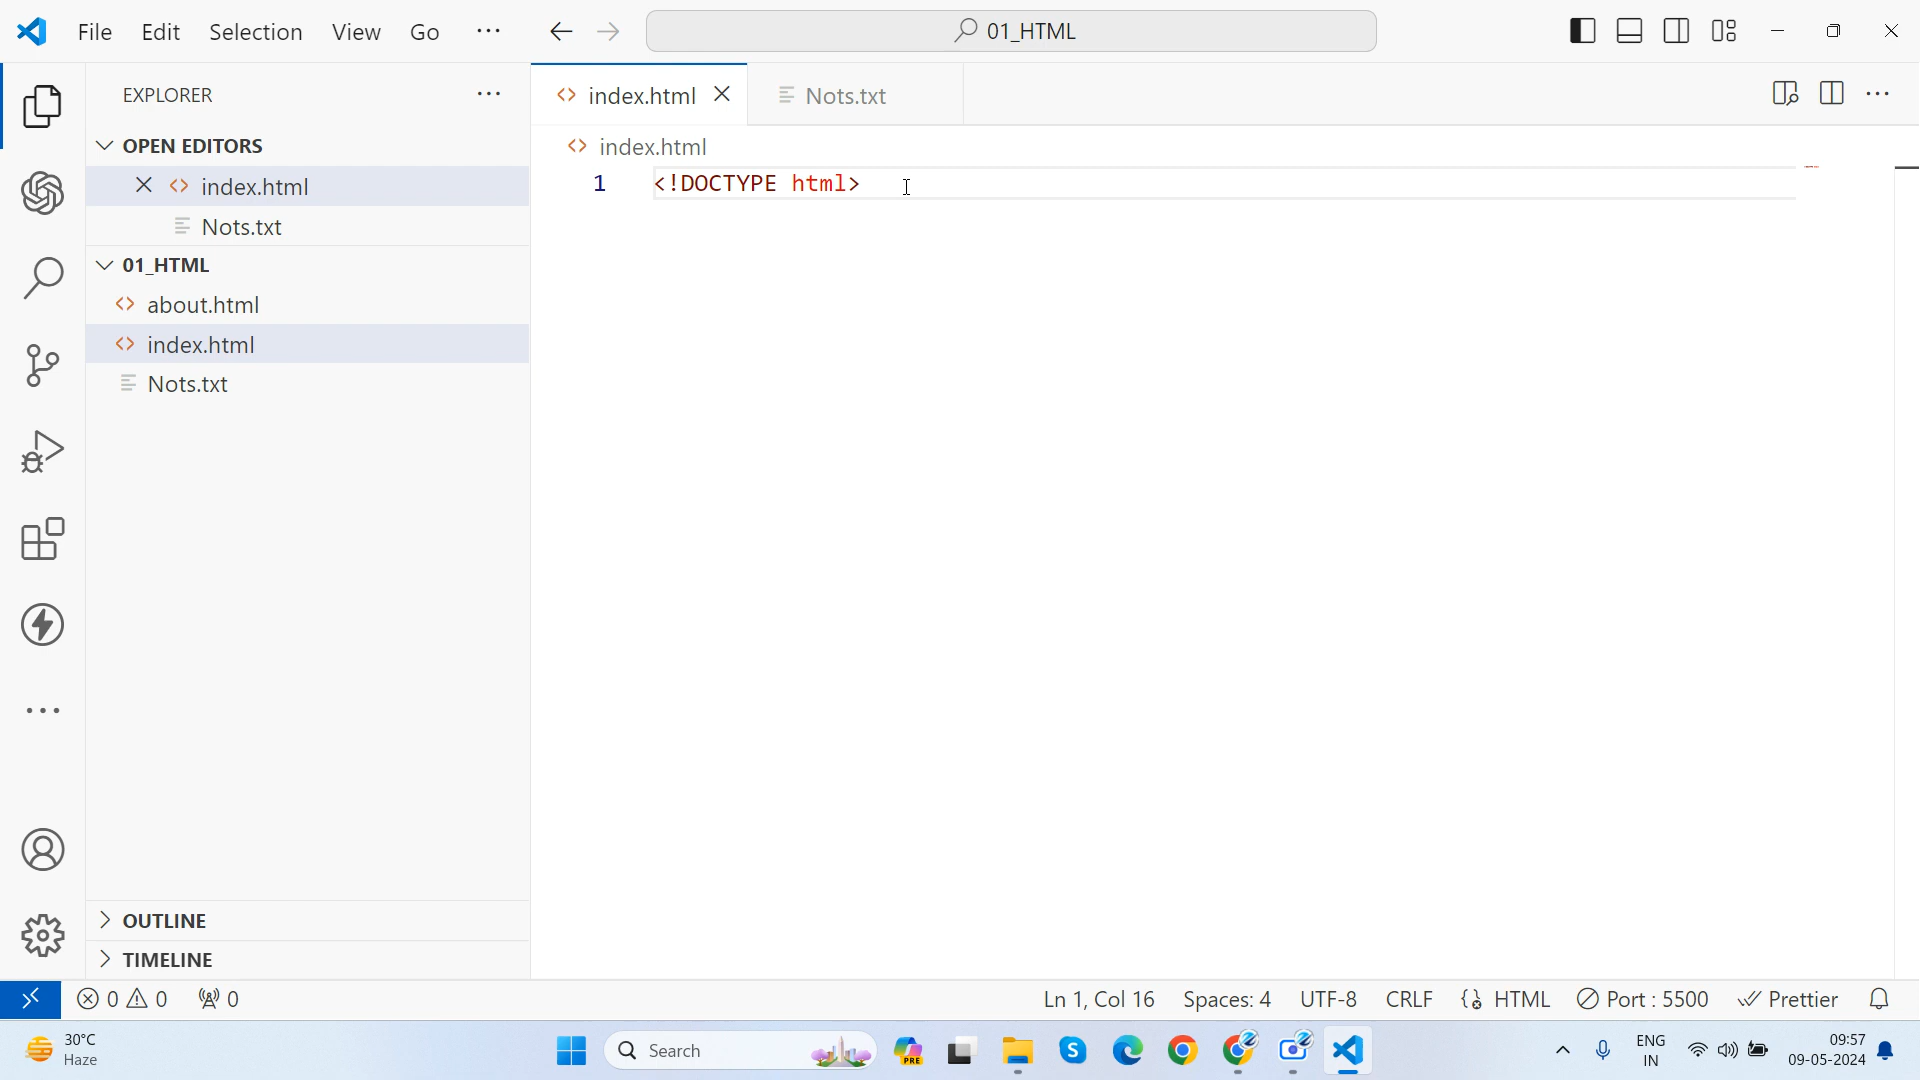 File Edit Selection View Go ··· 01_HTML
EXPLORER ···
OPEN EDITORS
index.html
Nots.txt
01_HTML
about.html
index.html
Nots.txt
OUTLINE
TIMELINE
index.html Nots.txt
index.html
1 <!DOCTYPE html>
0 0 0
Ln 1, Col 16 Spaces: 4 UTF-8 CRLF HTML Port : 5500 Prettier
30°C
Haze
Search
PRE
ENG
IN
09:57
09-05-2024